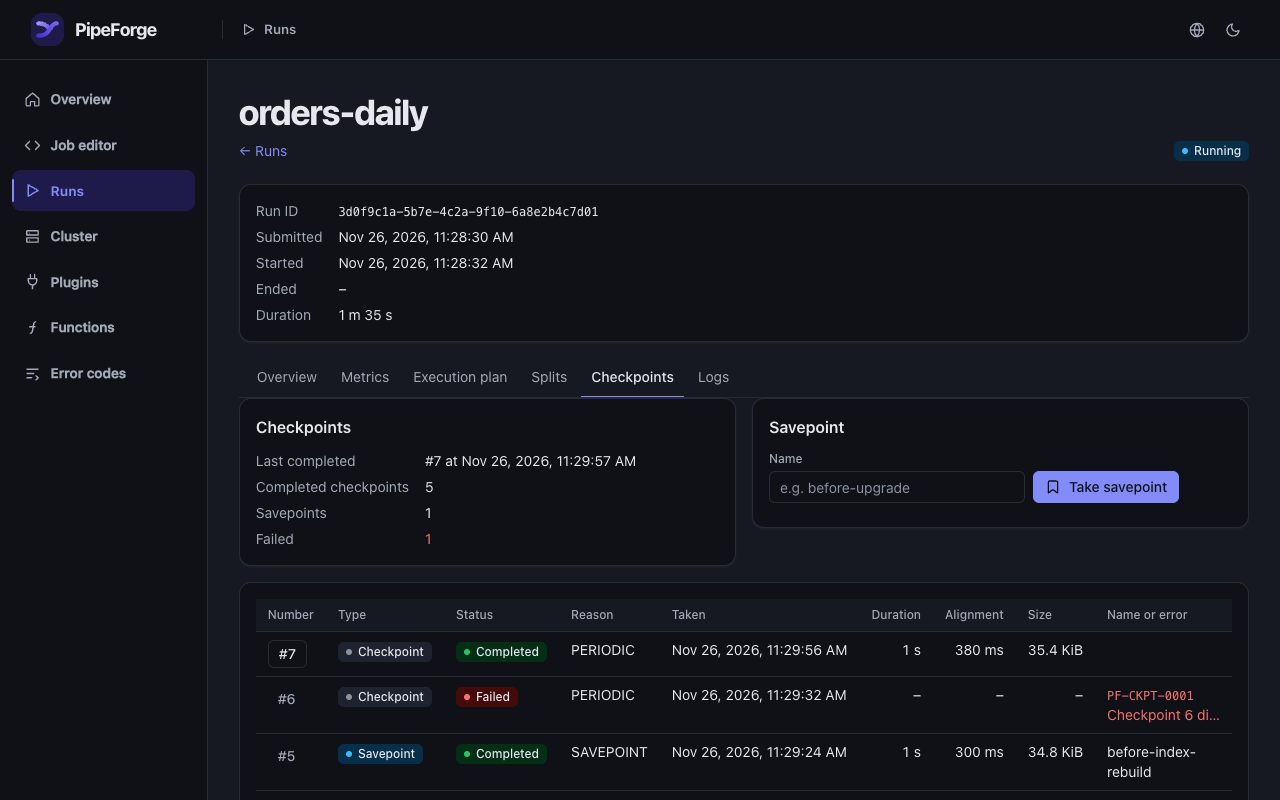 PipeForge
Runs
Overview
Job editor
Runs
Cluster
Plugins
Functions
Error codes
orders-daily
← Runs
Running
Run ID 3d0f9c1a-5b7e-4c2a-9f10-6a8e2b4c7d01
Submitted Nov 26, 2026, 11:28:30 AM
Started Nov 26, 2026, 11:28:32 AM
Ended –
Duration 1 m 35 s
Overview Metrics Execution plan Splits Checkpoints Logs
Checkpoints
Last completed #7 at Nov 26, 2026, 11:29:57 AM
Completed checkpoints 5
Savepoints 1
Failed 1
Savepoint
Name
e.g. before-upgrade Take savepoint
Number Type Status Reason Taken Duration Alignment Size Name or error
#7 Checkpoint Completed PERIODIC Nov 26, 2026, 11:29:56 AM 1 s 380 ms 35.4 KiB
#6 Checkpoint Failed PERIODIC Nov 26, 2026, 11:29:32 AM – – – PF-CKPT-0001
Checkpoint 6 di...
#5 Savepoint Completed SAVEPOINT Nov 26, 2026, 11:29:24 AM 1 s 300 ms 34.8 KiB before-index-
rebuild